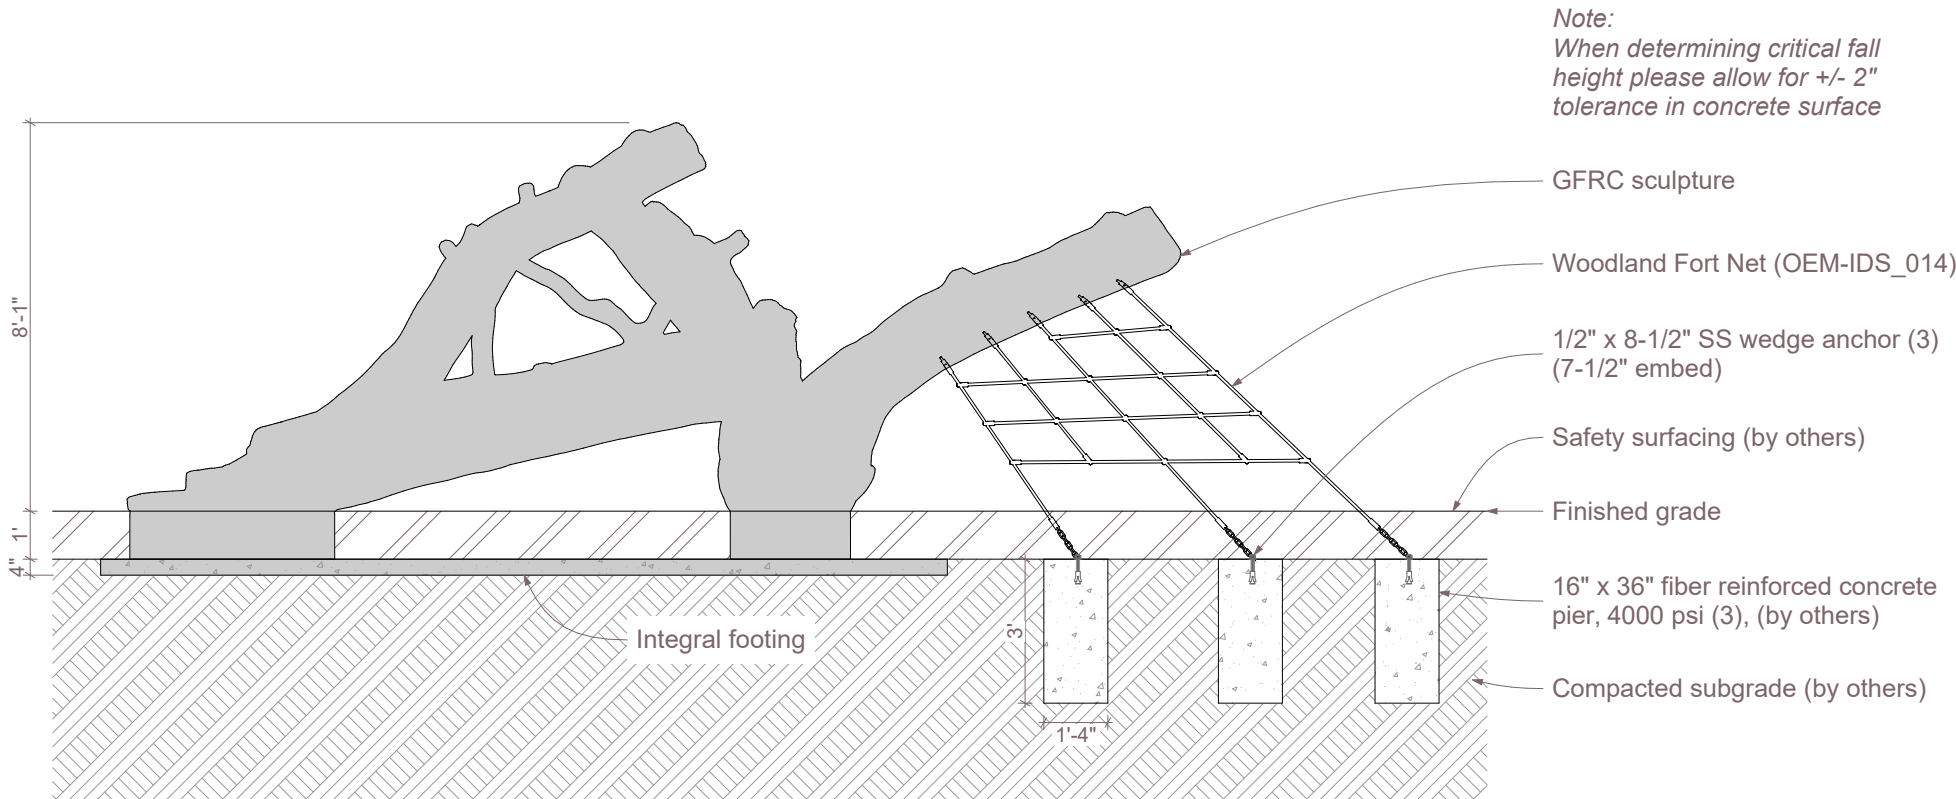 Note:
When determining critical fall
height please allow for +/- 2"
tolerance in concrete surface
GFRC sculpture
Woodland Fort Net (OEM-IDS_014)
1/2" x 8-1/2" SS wedge anchor (3)
(7-1/2" embed)
Safety surfacing (by others)
Finished grade
16" x 36" fiber reinforced concrete
pier, 4000 psi (3), (by others)
Compacted subgrade (by others)
Integral footing
8'-1"
1'
4"
3'
1'-4"